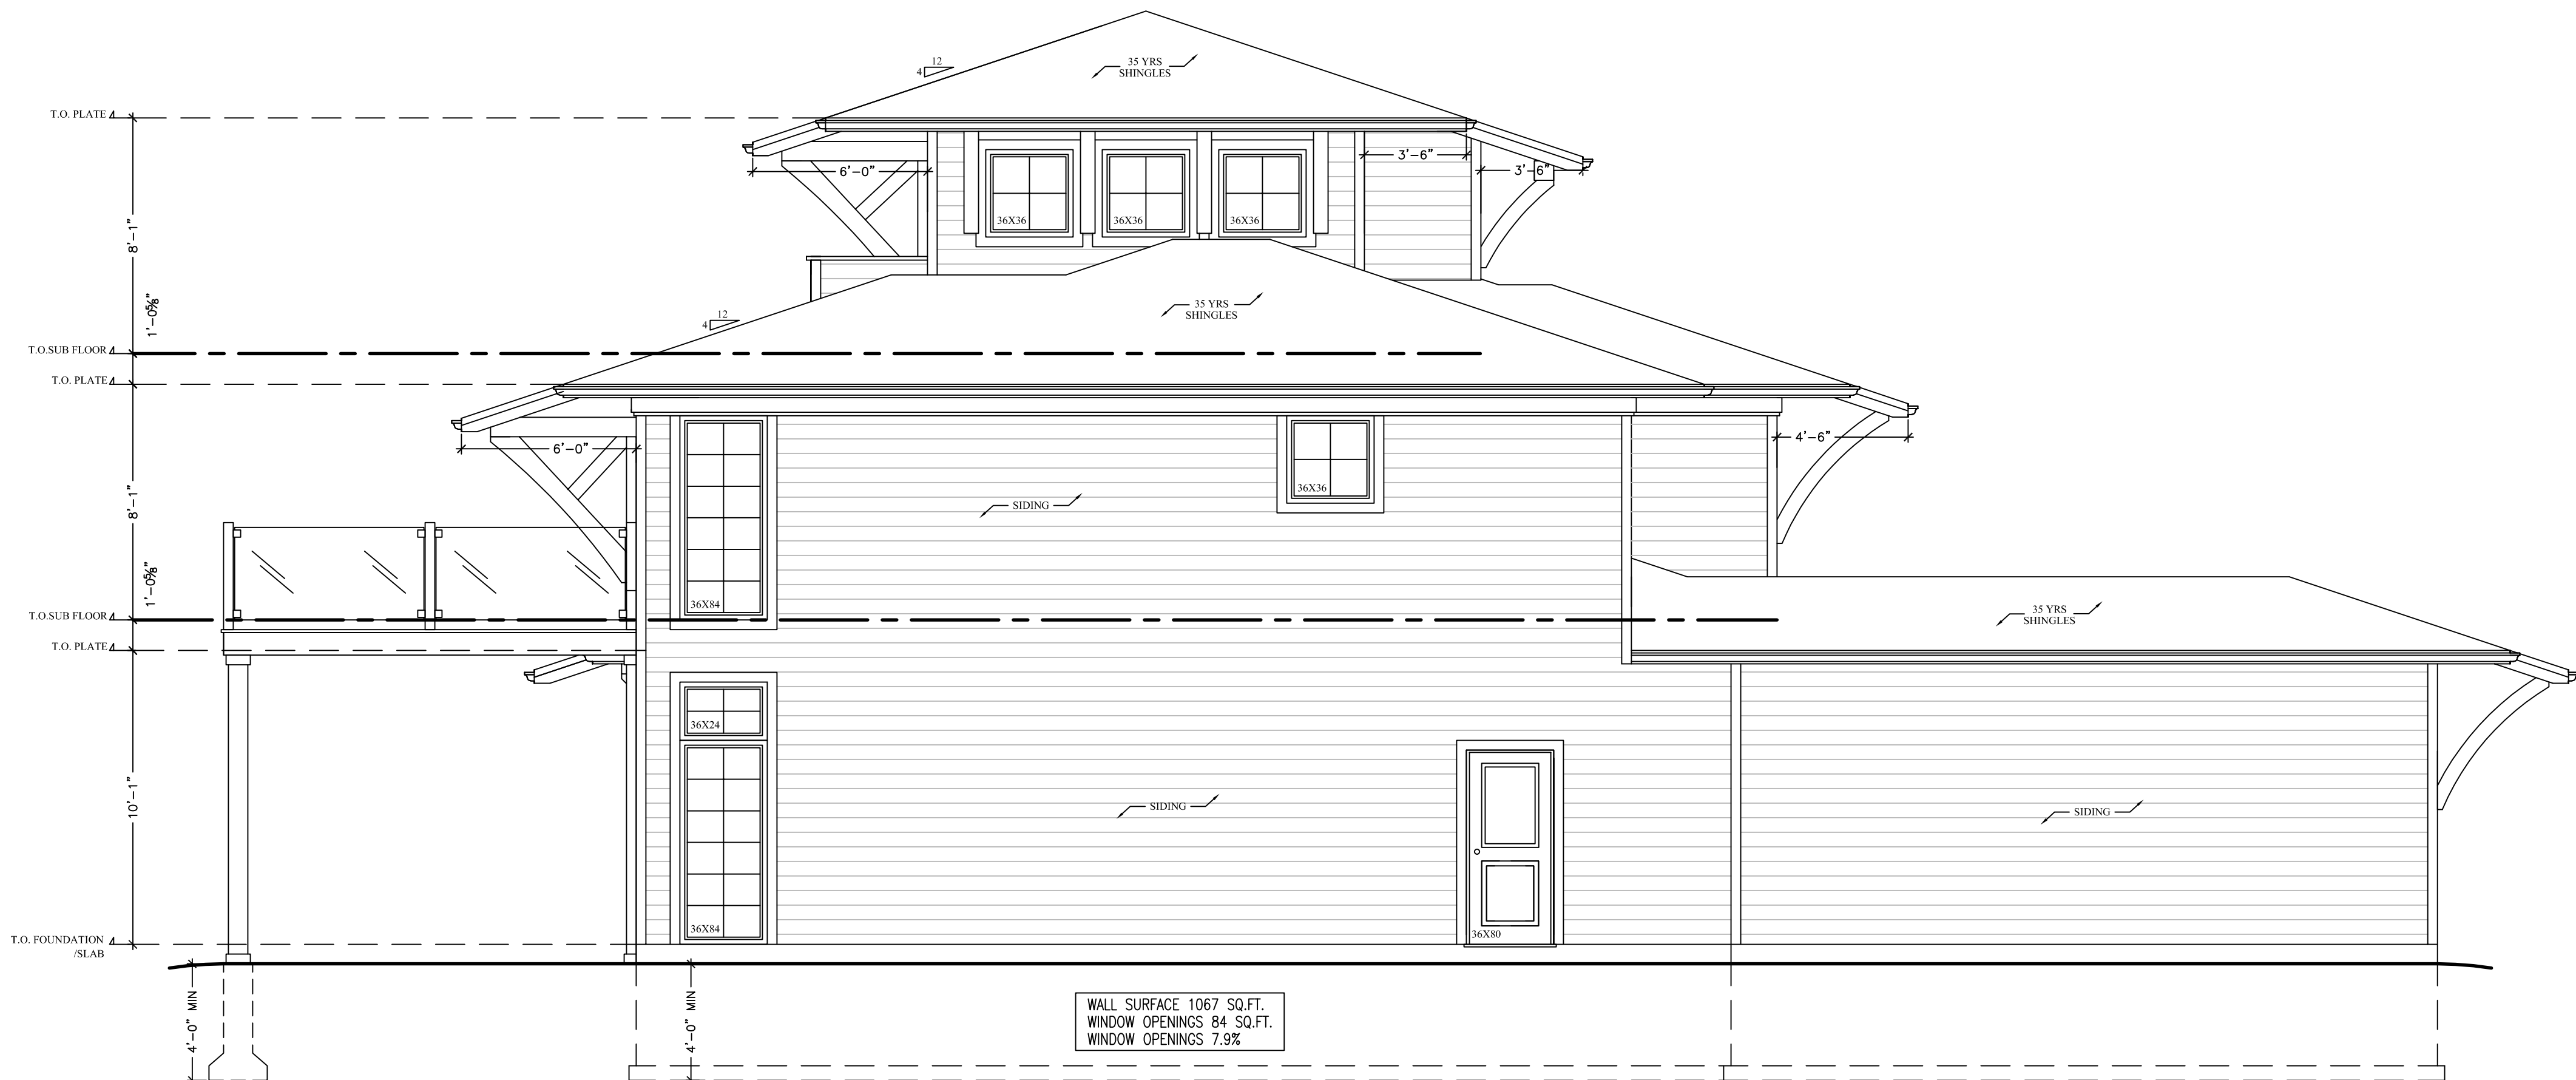 12
4
35 YRS
SHINGLES
T.O. PLATE
6'-0"
3'-6"
3'-6"
36X36
36X36
36X36
8'-1"
1'-0⅝"
12
4
35 YRS
SHINGLES
T.O.SUB FLOOR
T.O. PLATE
6'-0"
4'-6"
36X36
SIDING
8'-1"
1'-0⅝"
36X84
T.O.SUB FLOOR
35 YRS
SHINGLES
T.O. PLATE
36X24
10'-1"
SIDING
SIDING
36X84
36X80
T.O. FOUNDATION
/SLAB
4'-0" MIN
4'-0" MIN
WALL SURFACE 1067 SQ.FT.
WINDOW OPENINGS 84 SQ.FT.
WINDOW OPENINGS 7.9%